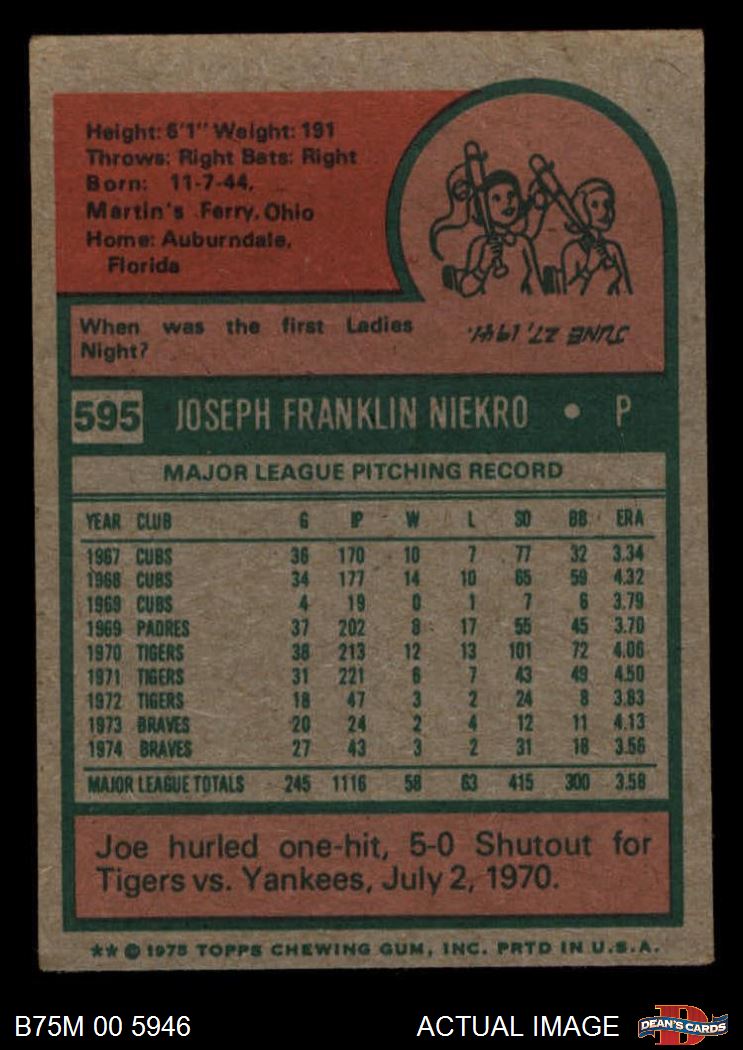 Height: 6'1" Weight: 191
Throws: Right Bats: Right
Born: 11-7-44,
Martin's Ferry, Ohio
Home: Auburndale,
Florida
When was the first Ladies
Night?
JUNE 27, 1941.
595 JOSEPH FRANKLIN NIEKRO • P
MAJOR LEAGUE PITCHING RECORD
YEAR CLUB G IP W L SO BB ERA
1967 CUBS 36 170 10 7 77 32 3.34
1968 CUBS 34 177 14 10 65 59 4.32
1969 CUBS 4 19 0 1 7 6 3.79
1969 PADRES 37 202 8 17 55 45 3.70
1970 TIGERS 38 213 12 13 101 72 4.06
1971 TIGERS 31 221 6 7 43 49 4.50
1972 TIGERS 18 47 3 2 24 8 3.83
1973 BRAVES 20 24 2 4 12 11 4.13
1974 BRAVES 27 43 3 2 31 18 3.56
MAJOR LEAGUE TOTALS 245 1116 58 63 415 300 3.58
Joe hurled one-hit, 5-0 Shutout for
Tigers vs. Yankees, July 2, 1970.
** © 1975 TOPPS CHEWING GUM, INC. PRTD IN U.S.A.
B75M 00 5946 ACTUAL IMAGE D DEAN'S CARDS